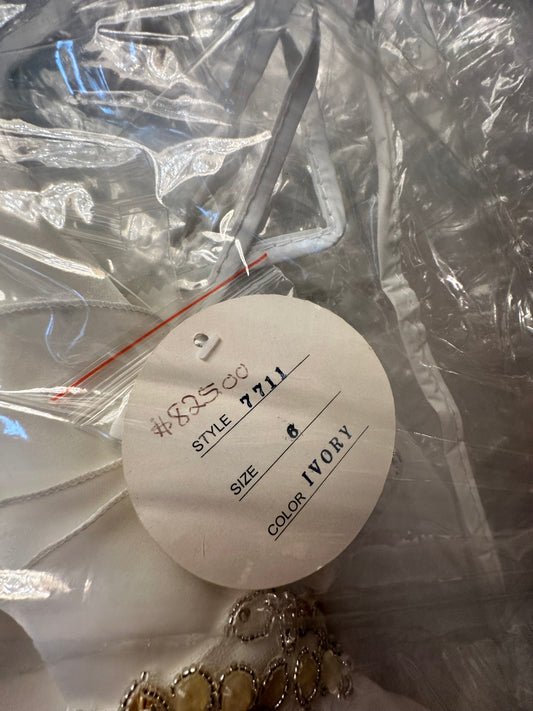 #825.00
STYLE 7711
SIZE 6
COLOR IVORY